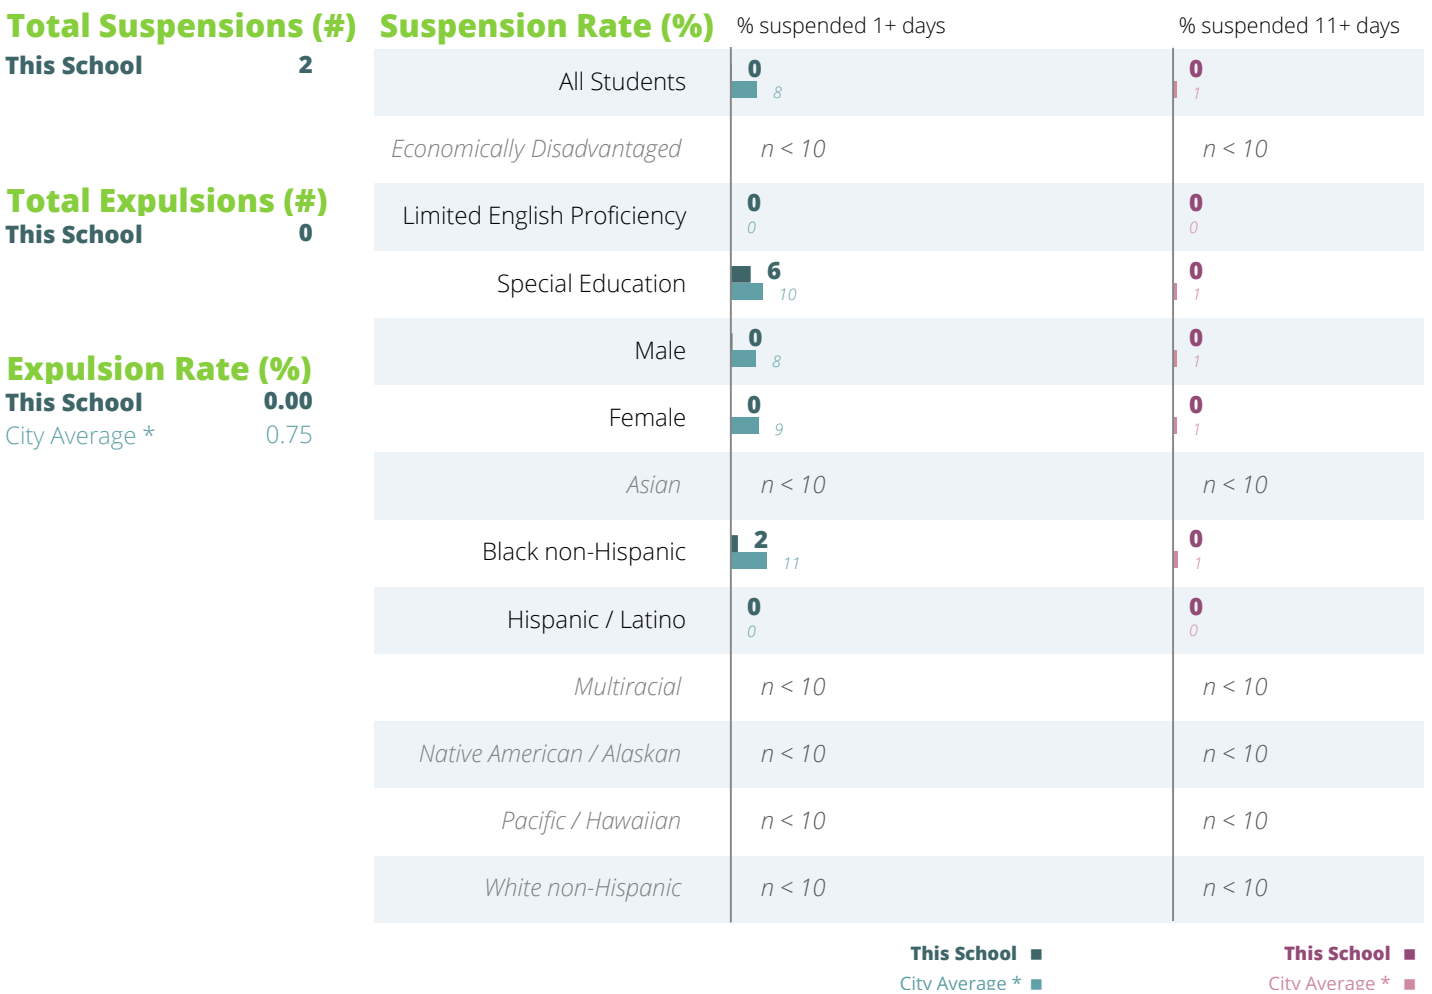 Total Suspensions (#)
This School 2
Total Expulsions (#)
This School 0
Expulsion Rate (%)
This School 0.00
City Average * 0.75
Suspension Rate (%) % suspended 1+ days % suspended 11+ days
All Students 0 0
8 1
Economically Disadvantaged n < 10 n < 10
Limited English Proficiency 0 0
0 0
Special Education 6 0
10 1
Male 0 0
8 1
Female 0 0
9 1
Asian n < 10 n < 10
Black non-Hispanic 2 0
11 1
Hispanic / Latino 0 0
0 0
Multiracial n < 10 n < 10
Native American / Alaskan n < 10 n < 10
Pacific / Hawaiian n < 10 n < 10
White non-Hispanic n < 10 n < 10
This School This School
City Average * City Average *